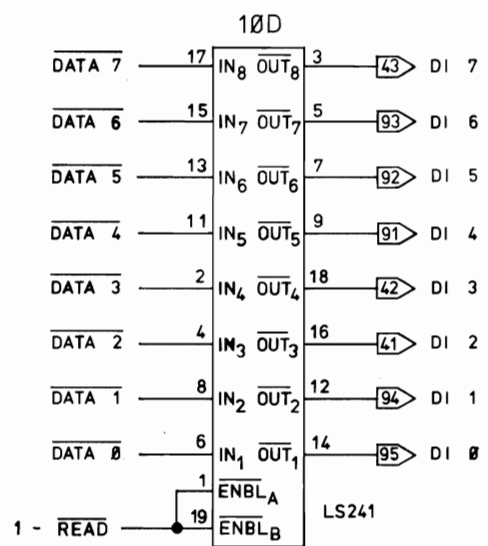 10D
DATA 7 17 IN8 OUT8 3 43 DI 7
DATA 6 15 IN7 OUT7 5 93 DI 6
DATA 5 13 IN6 OUT6 7 92 DI 5
DATA 4 11 IN5 OUT5 9 91 DI 4
DATA 3 2 IN4 OUT4 18 42 DI 3
DATA 2 4 IN3 OUT3 16 41 DI 2
DATA 1 8 IN2 OUT2 12 94 DI 1
DATA 0 6 IN1 OUT1 14 95 DI 0
1 ENBLA
1 - READ 19 ENBLB
LS241